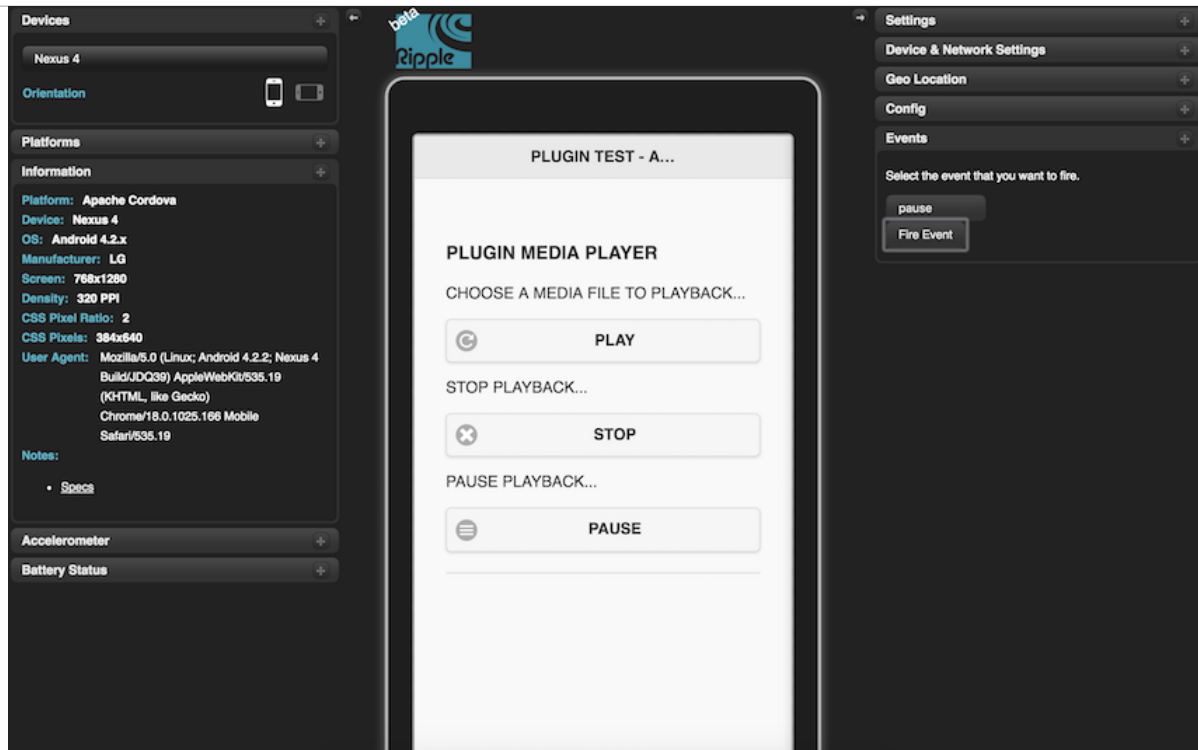 Devices
Nexus 4
Orientation
Platforms
Information
Platform: Apache Cordova
Device: Nexus 4
OS: Android 4.2.x
Manufacturer: LG
Screen: 768x1280
Density: 320 PPI
CSS Pixel Ratio: 2
CSS Pixels: 384x640
User Agent: Mozilla/5.0 (Linux; Android 4.2.2; Nexus 4
Build/JDQ39) AppleWebKit/535.19
(KHTML, like Gecko)
Chrome/18.0.1025.166 Mobile
Safari/535.19
Notes:
• Specs
Accelerometer
Battery Status
beta
Ripple
PLUGIN TEST - A...
PLUGIN MEDIA PLAYER
CHOOSE A MEDIA FILE TO PLAYBACK...
PLAY
STOP PLAYBACK...
STOP
PAUSE PLAYBACK...
PAUSE
Settings
Device & Network Settings
Geo Location
Config
Events
Select the event that you want to fire.
pause
Fire Event